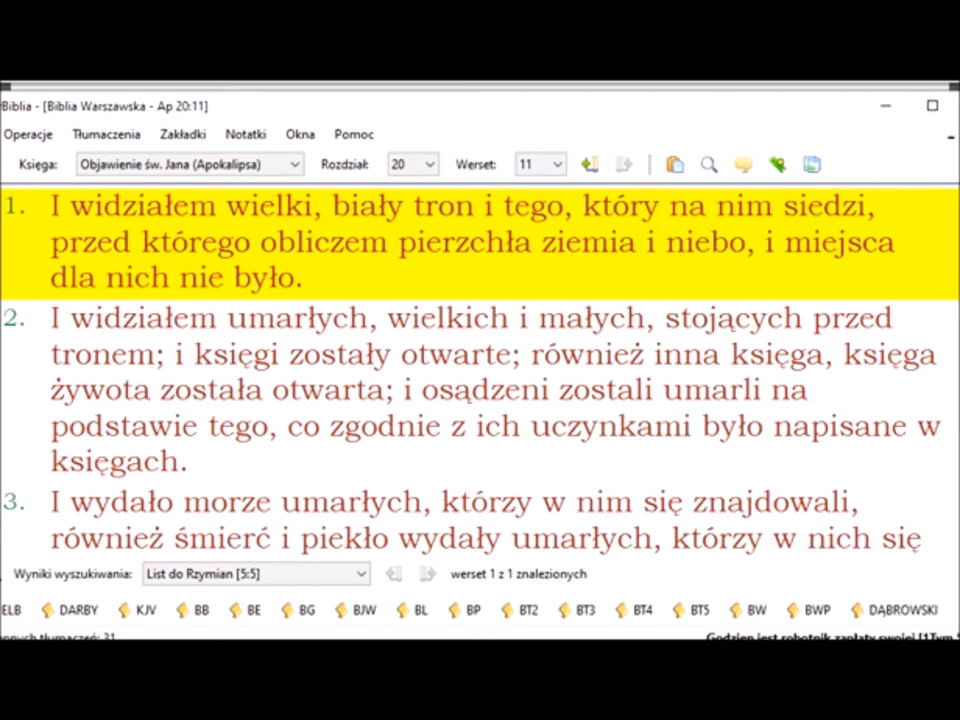 Biblia - [Biblia Warszawska - Ap 20:11]
Operacje Tłumaczenia Zakładki Notatki Okna Pomoc
Księga: Objawienie św. Jana (Apokalipsa) Rozdział: 20 Werset: 11
1. I widziałem wielki, biały tron i tego, który na nim siedzi,
przed którego obliczem pierzchła ziemia i niebo, i miejsca
dla nich nie było.
2. I widziałem umarłych, wielkich i małych, stojących przed
tronem; i księgi zostały otwarte; również inna księga, księga
żywota została otwarta; i osądzeni zostali umarli na
podstawie tego, co zgodnie z ich uczynkami było napisane w
księgach.
3. I wydało morze umarłych, którzy w nim się znajdowali,
również śmierć i piekło wydały umarłych, którzy w nich się
Wyniki wyszukiwania: List do Rzymian [5:5] werset 1 z 1 znalezionych
ELB DARBY KJV BB BE BG BJW BL BP BT2 BT3 BT4 BT5 BW BWP DĄBROWSKI
tłumaczeń: 31 Godzien jest robotnik zapłaty swojej [1Tym